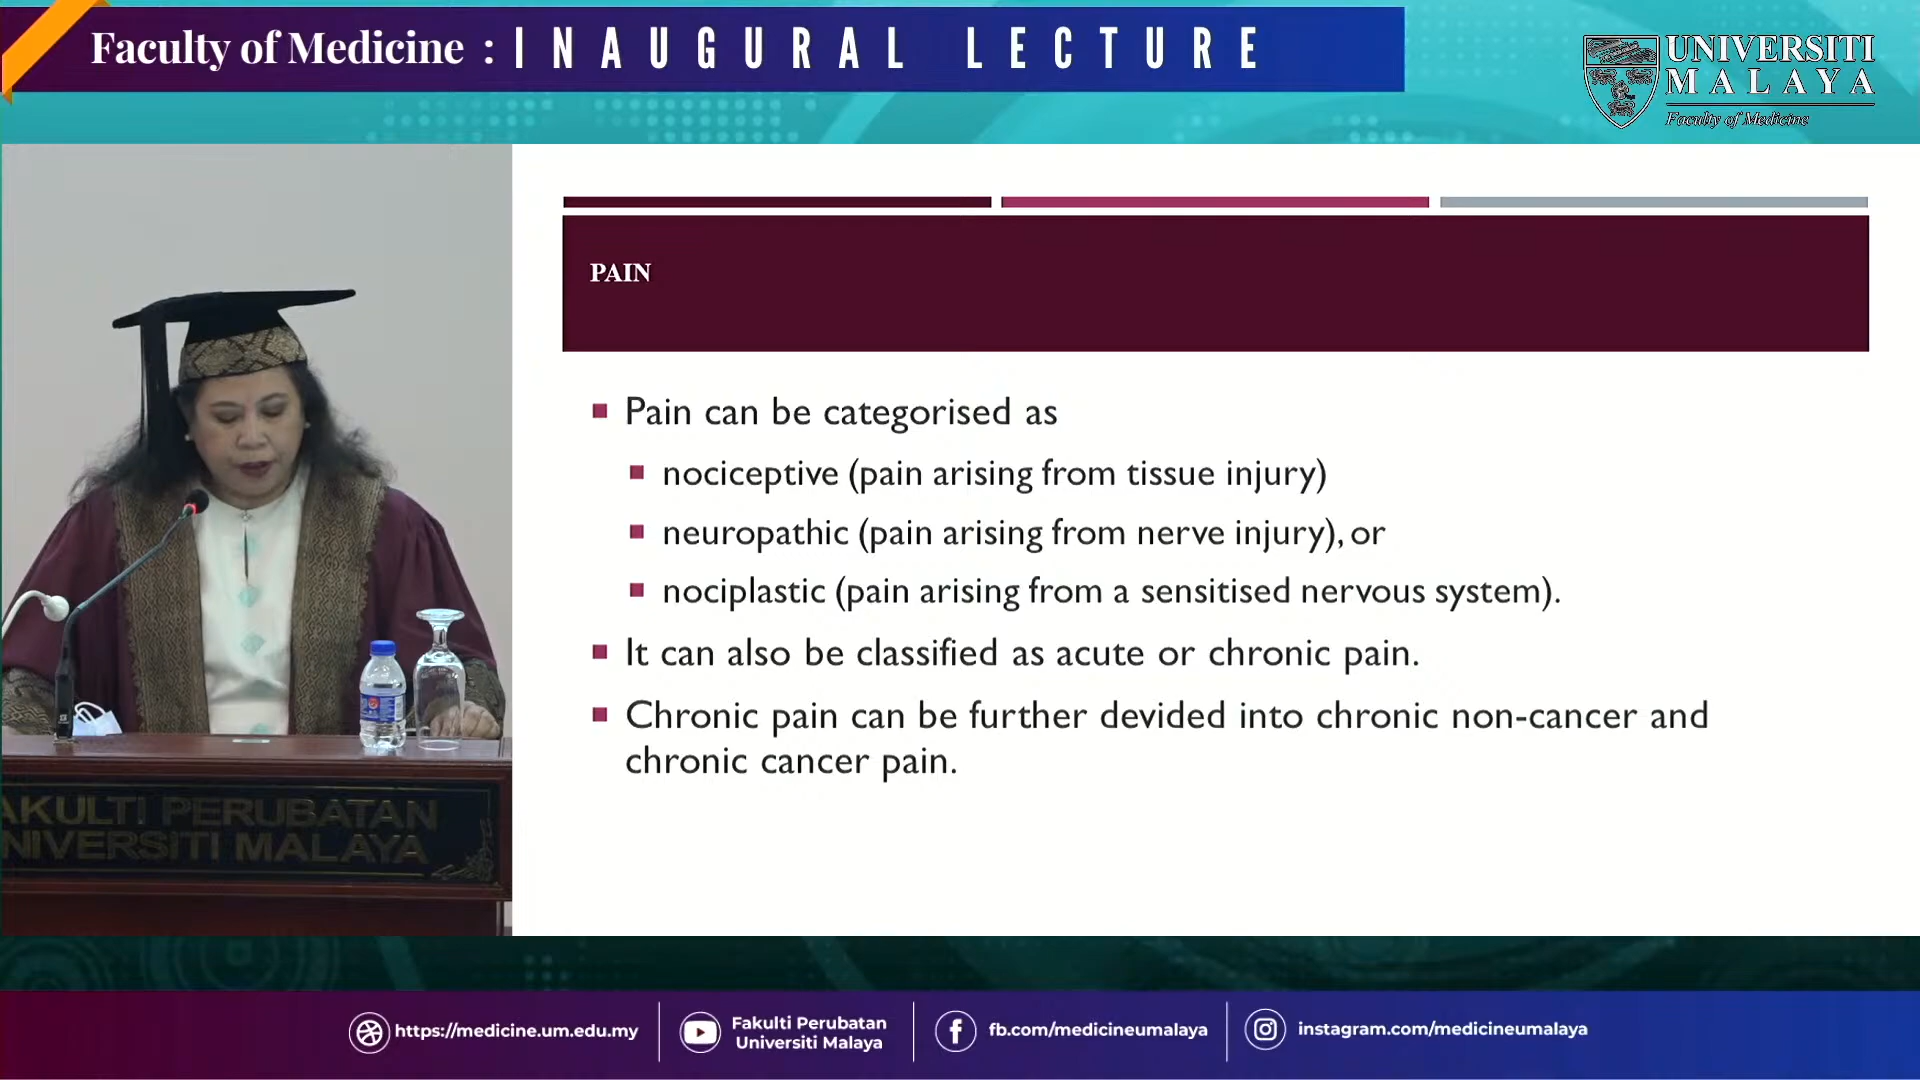 Faculty of Medicine : INAUGURAL LECTURE
UNIVERSITI
MALAYA
Faculty of Medicine
PAIN
Pain can be categorised as
nociceptive (pain arising from tissue injury)
neuropathic (pain arising from nerve injury), or
nociplastic (pain arising from a sensitised nervous system).
It can also be classified as acute or chronic pain.
Chronic pain can be further devided into chronic non-cancer and
chronic cancer pain.
AKULTI PERUBATAN
NIVERSITI MALAYA
https://medicine.um.edu.my
Fakulti Perubatan
Universiti Malaya
fb.com/medicineumalaya
instagram.com/medicineumalaya